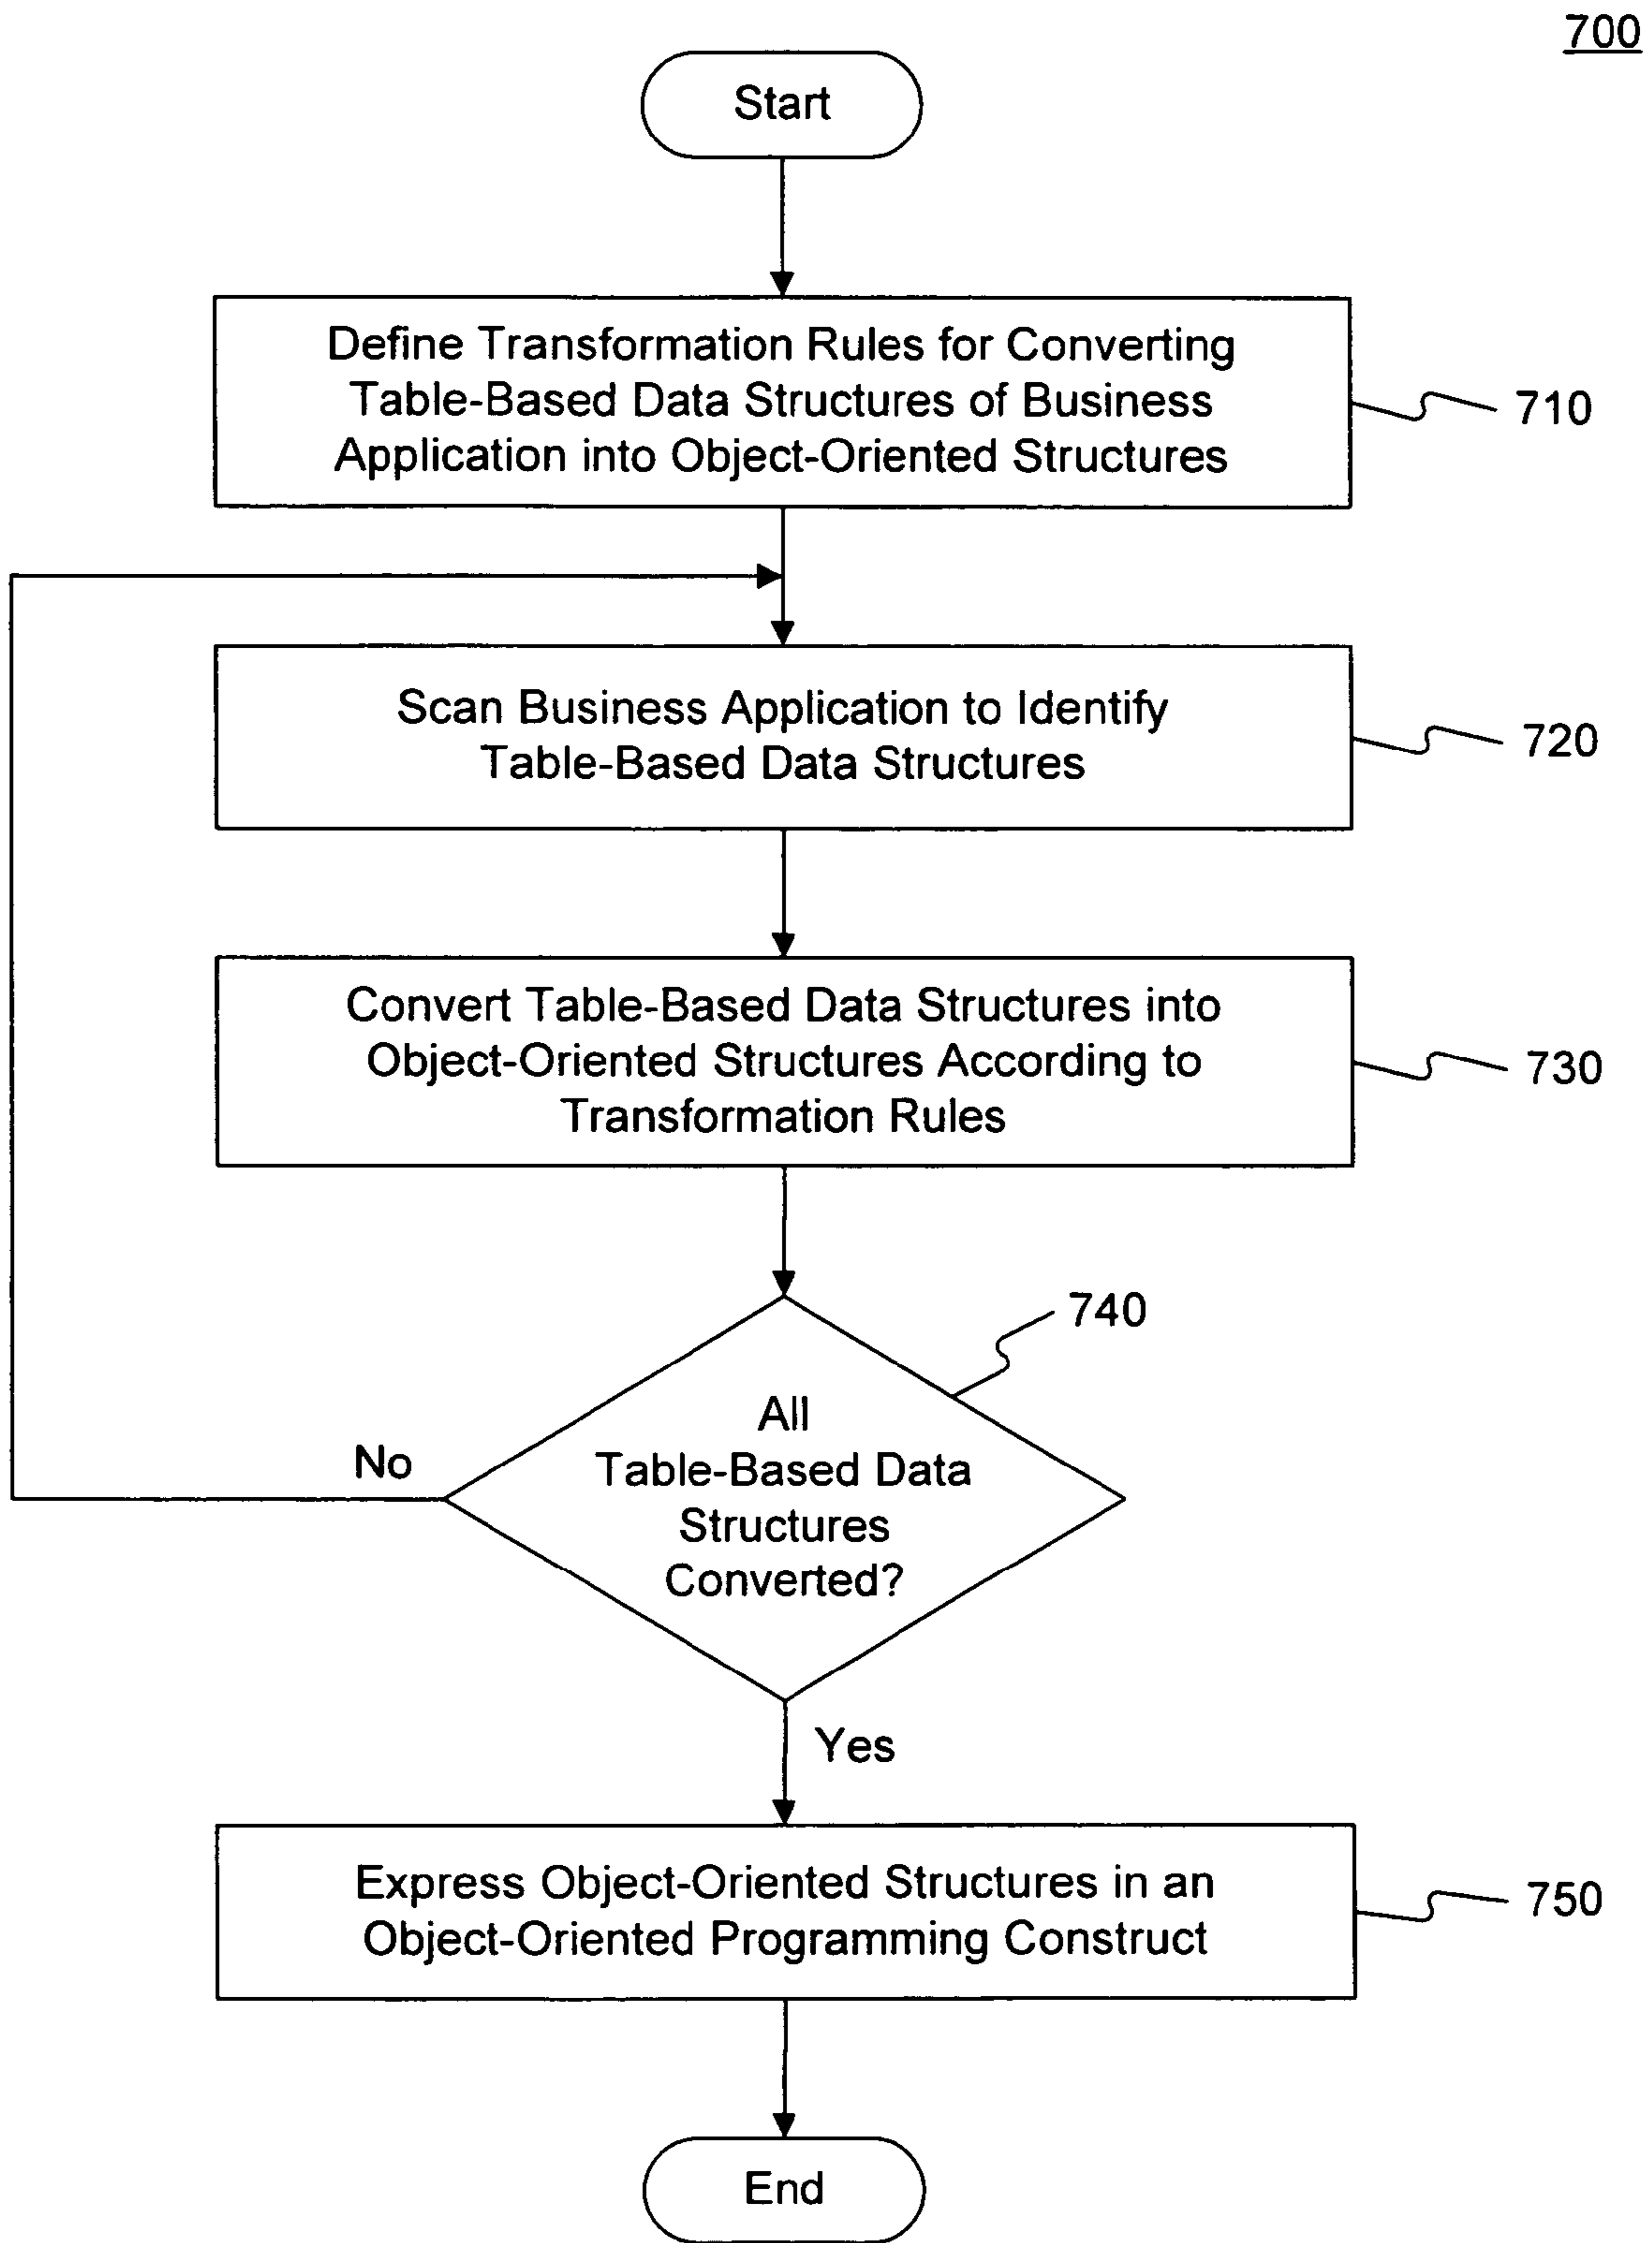 700
Start
Define Transformation Rules for Converting
Table-Based Data Structures of Business
Application into Object-Oriented Structures
710
Scan Business Application to Identify
Table-Based Data Structures
720
Convert Table-Based Data Structures into
Object-Oriented Structures According to
Transformation Rules
730
740
All
Table-Based Data
Structures
Converted?
No
Yes
Express Object-Oriented Structures in an
Object-Oriented Programming Construct
750
End